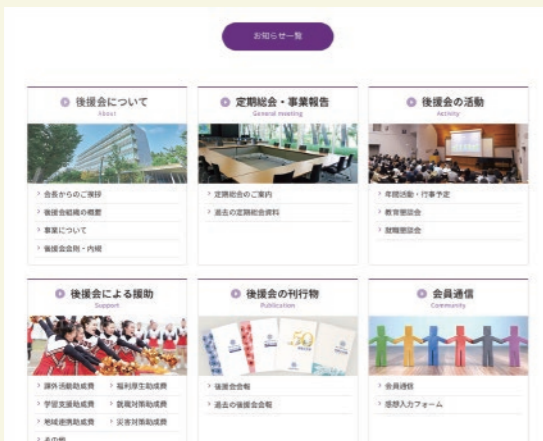 お知らせ一覧
後援会について
About
会長からのご挨拶
後援会組織の概要
事業について
後援会会則・内規
定期総会・事業報告
General meeting
定期総会のご案内
過去の定期総会資料
後援会の活動
Activity
年間活動・行事予定
教育懇談会
就職懇談会
後援会による援助
Support
課外活動助成費
福利厚生助成費
学習支援助成費
就職対策助成費
地域連携助成費
災害対策助成費
その他
後援会の刊行物
Publication
50
後援会会報
過去の後援会会報
会員通信
Community
会員通信
感想入力フォーム